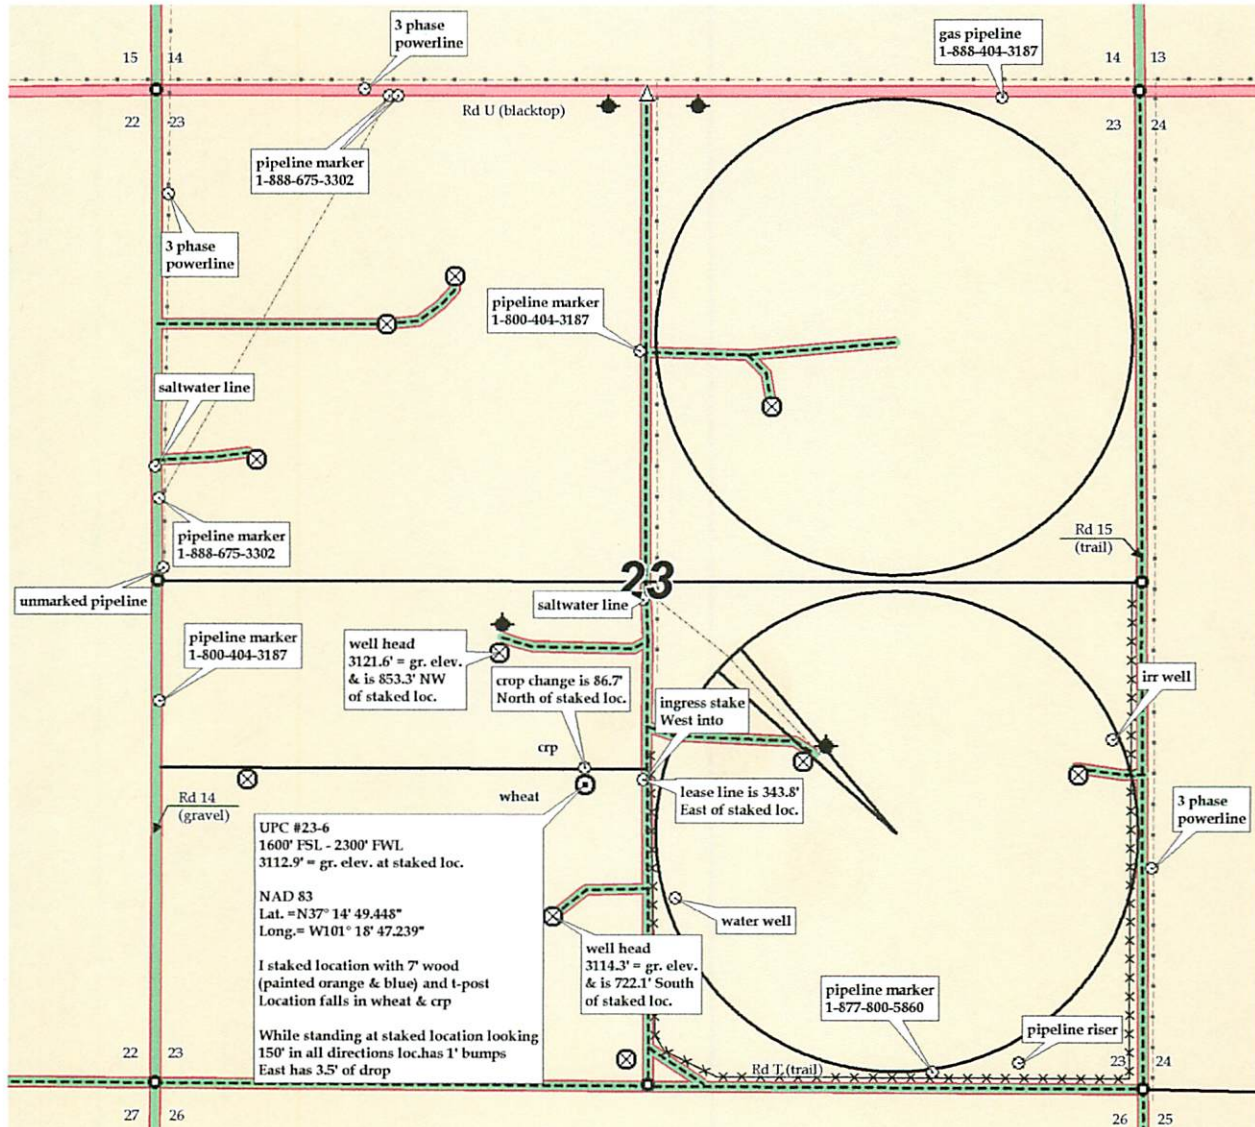 3 phase
powerline
gas pipeline
1-888-404-3187
15 14
14 13
22 23
23 24
Rd U (blacktop)
pipeline marker
1-888-675-3302
3 phase
powerline
pipeline marker
1-800-404-3187
saltwater line
pipeline marker
1-888-675-3302
Rd 15
(trail)
unmarked pipeline
23
saltwater line
pipeline marker
1-800-404-3187
well head
3121.6' = gr. elev.
& is 853.3' NW
of staked loc.
crop change is 86.7'
North of staked loc.
ingress stake
West into
irr well
crp
wheat
lease line is 343.8'
East of staked loc.
Rd 14
(gravel)
3 phase
powerline
UPC #23-6
1600' FSL - 2300' FWL
3112.9' = gr. elev. at staked loc.
NAD 83
Lat. =N37° 14' 49.448"
Long.= W101° 18' 47.239"
I staked location with 7' wood
(painted orange & blue) and t-post
Location falls in wheat & crp
While standing at staked location looking
150' in all directions loc.has 1' bumps
East has 3.5' of drop
water well
well head
3114.3' = gr. elev.
& is 722.1' South
of staked loc.
pipeline marker
1-877-800-5860
pipeline riser
22 23
23 24
Rd T (trail)
27 26
26 25